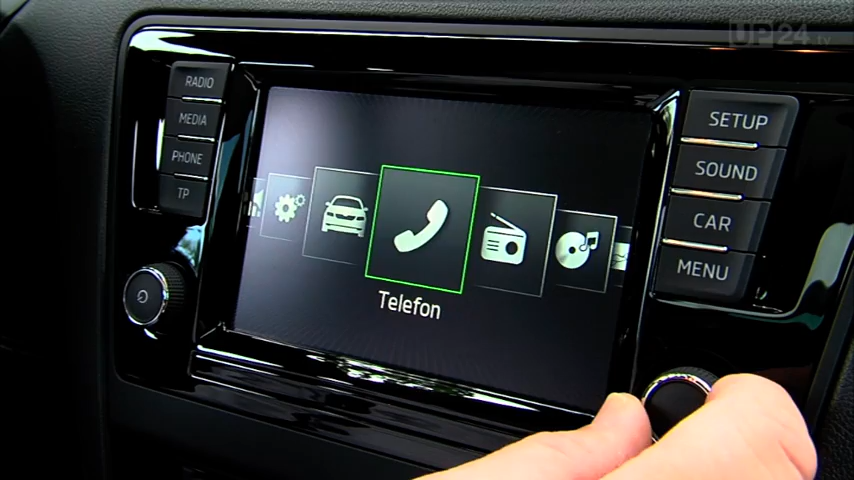 UP24.tv
RADIO
MEDIA
PHONE
TP
SETUP
SOUND
CAR
MENU
Telefon